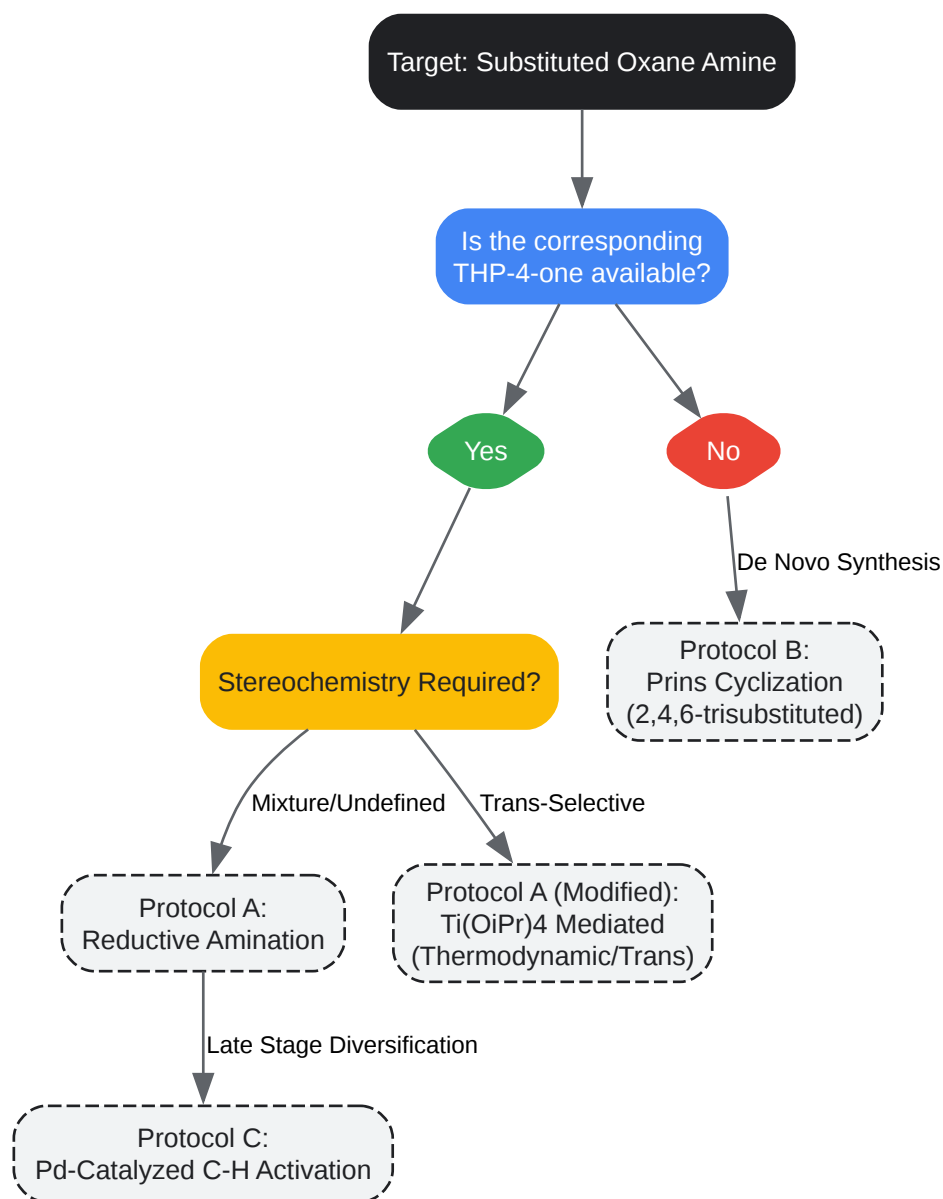 Target: Substituted Oxane Amine
Is the corresponding
THP-4-one available?
Yes
No
De Novo Synthesis
Protocol B:
Prins Cyclization
(2,4,6-trisubstituted)
Stereochemistry Required?
Mixture/Undefined
Trans-Selective
Protocol A:
Reductive Amination
Protocol A (Modified):
Ti(OiPr)4 Mediated
(Thermodynamic/Trans)
Late Stage Diversification
Protocol C:
Pd-Catalyzed C-H Activation